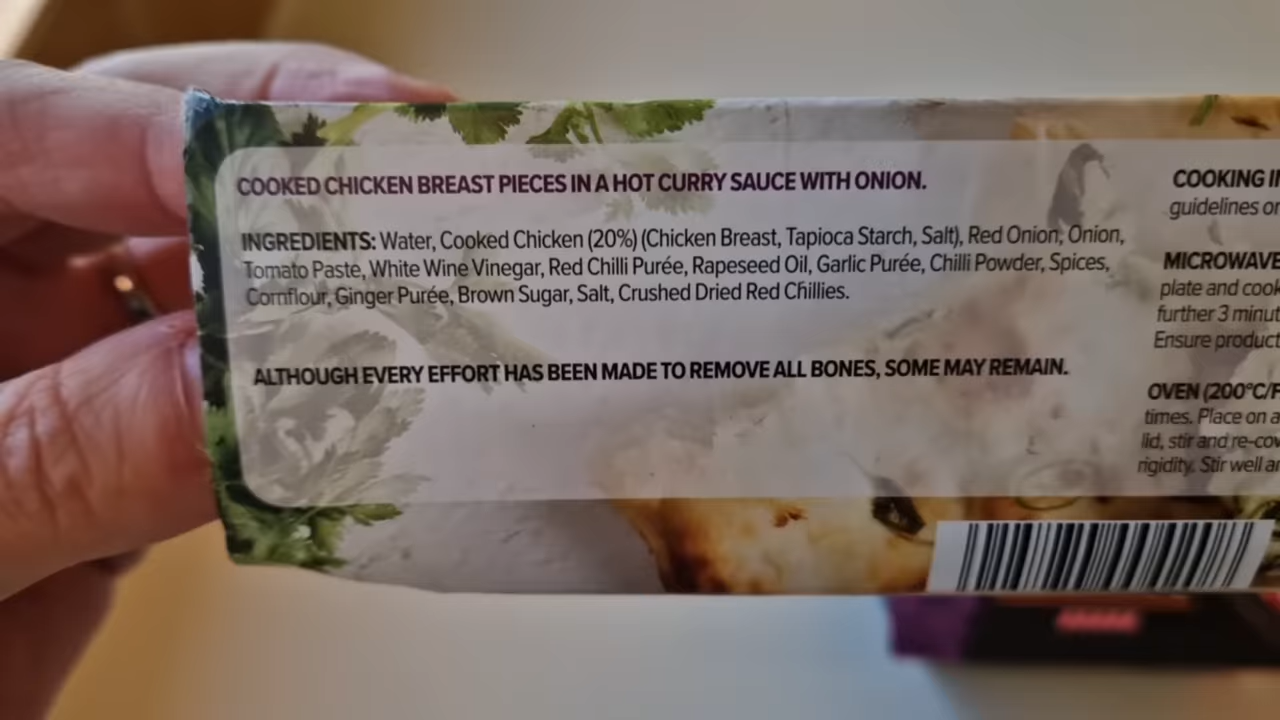 COOKED CHICKEN BREAST PIECES IN A HOT CURRY SAUCE WITH ONION.
INGREDIENTS: Water, Cooked Chicken (20%) (Chicken Breast, Tapioca Starch, Salt), Red Onion, Onion,
Tomato Paste, White Wine Vinegar, Red Chilli Purée, Rapeseed Oil, Garlic Purée, Chilli Powder, Spices,
Cornflour, Ginger Purée, Brown Sugar, Salt, Crushed Dried Red Chillies.
ALTHOUGH EVERY EFFORT HAS BEEN MADE TO REMOVE ALL BONES, SOME MAY REMAIN.
COOKING
guidelines
MICROWAVE
plate and cook
further 3
Ensure product
OVEN (200°C/
times. Place on a
lid, stir and
rigidity. Stir well